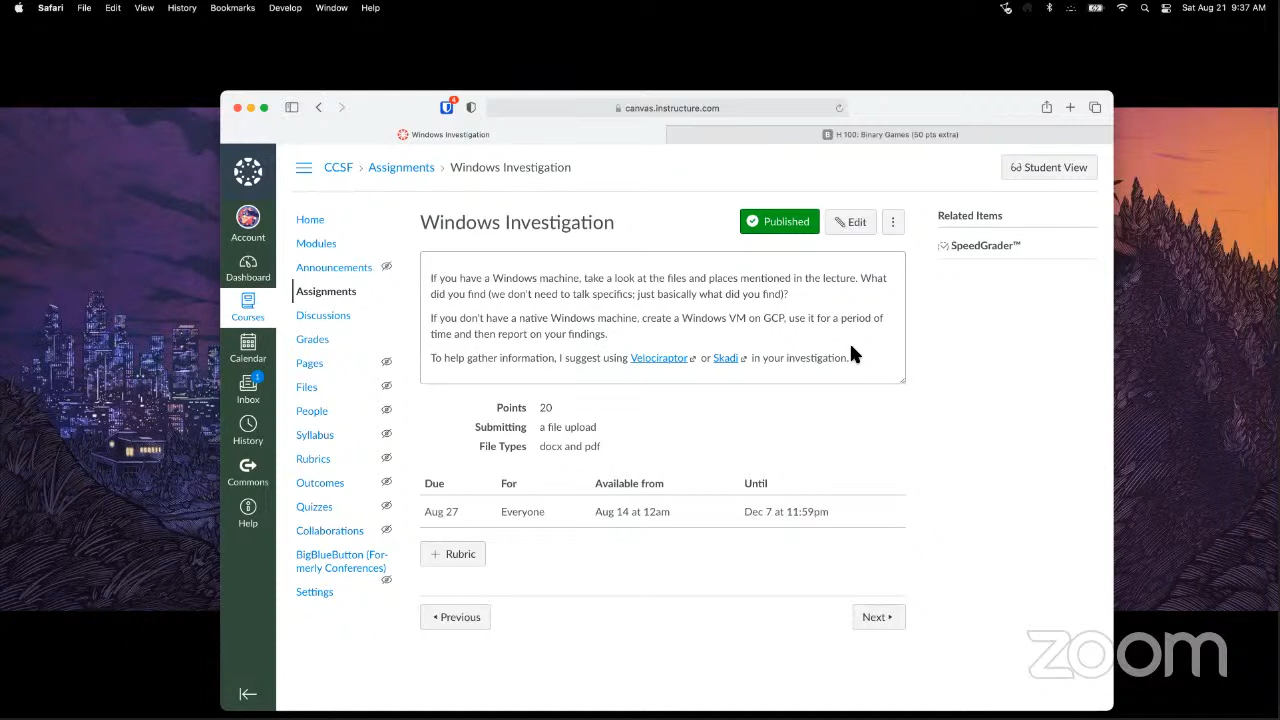 Safari File Edit View History Bookmarks Develop Window Help Sat Aug 21 9:37 AM
4
canvas.instructure.com
Windows Investigation
B H 100: Binary Games (50 pts extra)
CCSF › Assignments › Windows Investigation
Student View
Account
Dashboard
Courses
Calendar
1
Inbox
History
Commons
Help
Home
Modules
Announcements
Assignments
Discussions
Grades
Pages
Files
People
Syllabus
Rubrics
Outcomes
Quizzes
Collaborations
BigBlueButton (For-
merly Conferences)
Settings
Windows Investigation
Published
Edit
If you have a Windows machine, take a look at the files and places mentioned in the lecture. What
did you find (we don't need to talk specifics; just basically what did you find)?
If you don't have a native Windows machine, create a Windows VM on GCP, use it for a period of
time and then report on your findings.
To help gather information, I suggest using Velociraptor or Skadi in your investigation.
Points 20
Submitting a file upload
File Types docx and pdf
Due For Available from Until
Aug 27 Everyone Aug 14 at 12am Dec 7 at 11:59pm
+ Rubric
Previous
Next
Related Items
SpeedGrader™
zoom